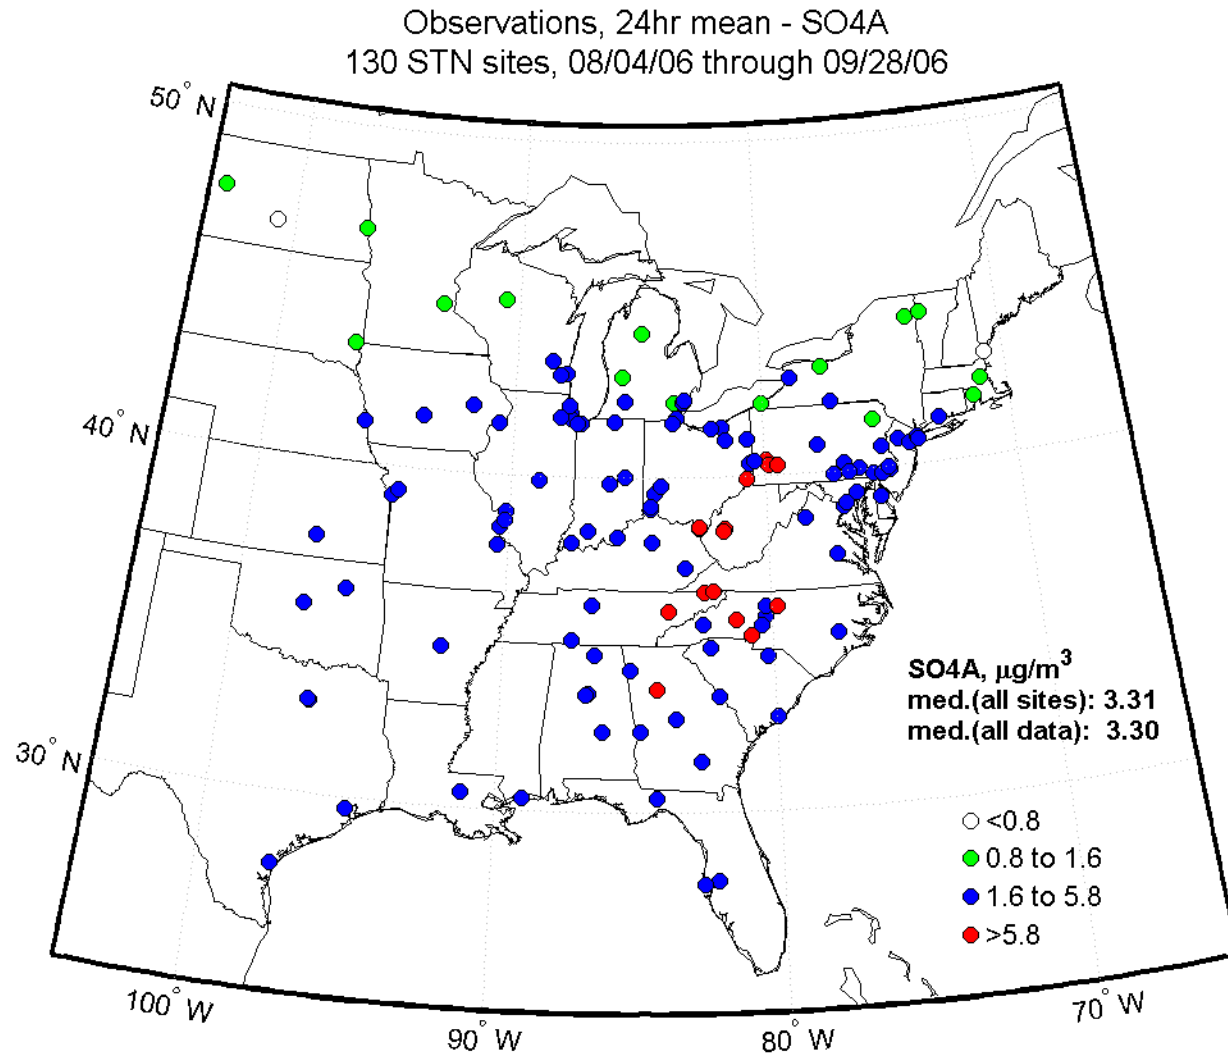 Observations, 24hr mean - SO4A
130 STN sites, 08/04/06 through 09/28/06
50° N
40° N
30° N
SO4A, μg/m³
med.(all sites): 3.31
med.(all data): 3.30
<0.8
0.8 to 1.6
1.6 to 5.8
>5.8
100° W
90° W
80° W
70° W